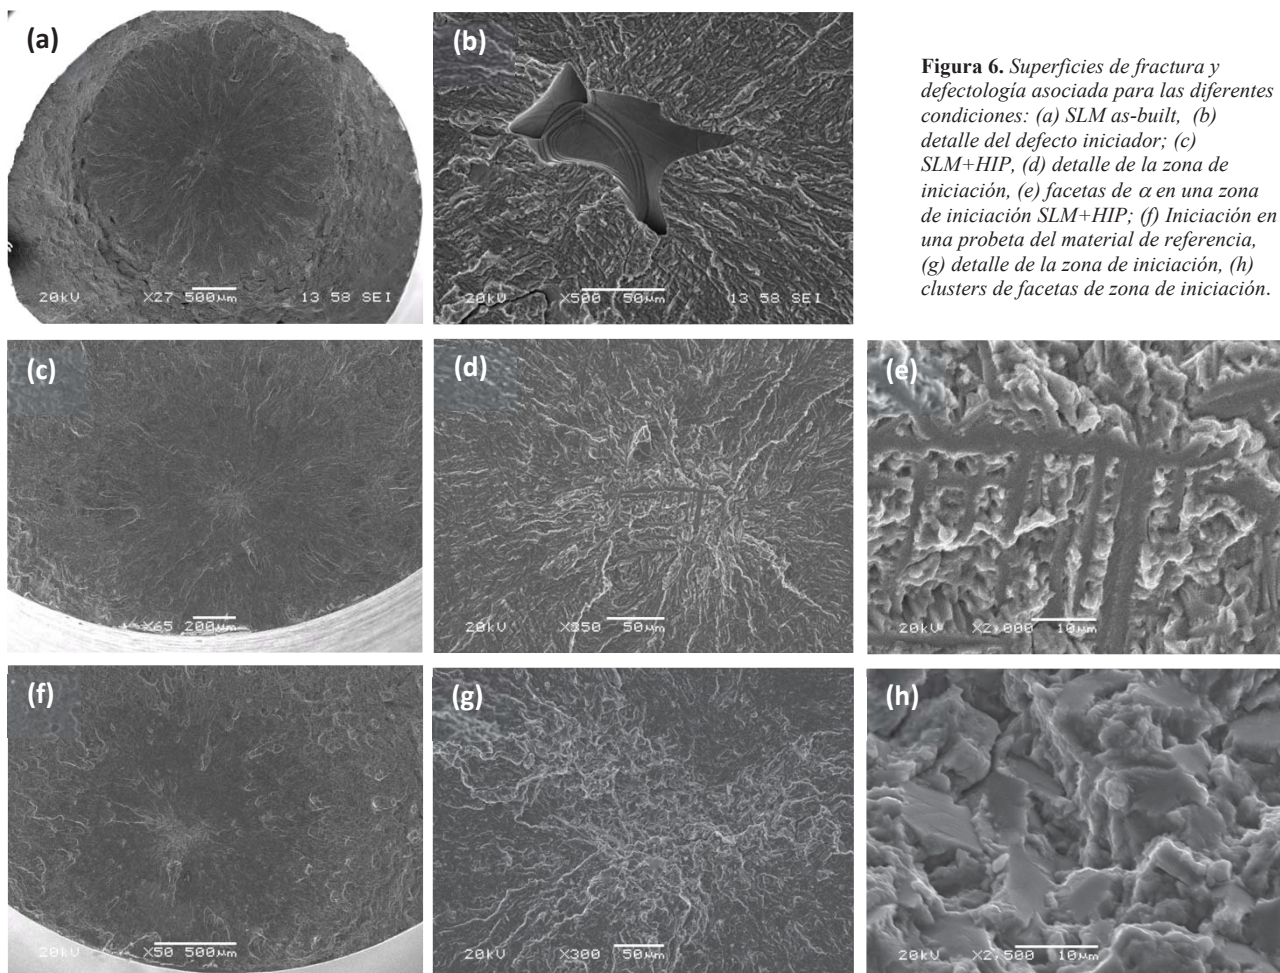 (a)
20kV X27 500µm 13 58 SEI
(b)
20kV X500 50µm 13 58 SEI
Figura 6. Superficies de fractura y
defectología asociada para las diferentes
condiciones: (a) SLM as-built, (b)
detalle del defecto iniciador; (c)
SLM+HIP, (d) detalle de la zona de
iniciación, (e) facetas de α en una zona
de iniciación SLM+HIP; (f) Iniciación en
una probeta del material de referencia,
(g) detalle de la zona de iniciación, (h)
clusters de facetas de zona de iniciación.
(c)
20kV X65 200µm
(d)
20kV X350 50µm
(e)
20kV X2,000 10µm
(f)
20kV X50 500µm
(g)
20kV X300 50µm
(h)
20kV X2,500 10µm